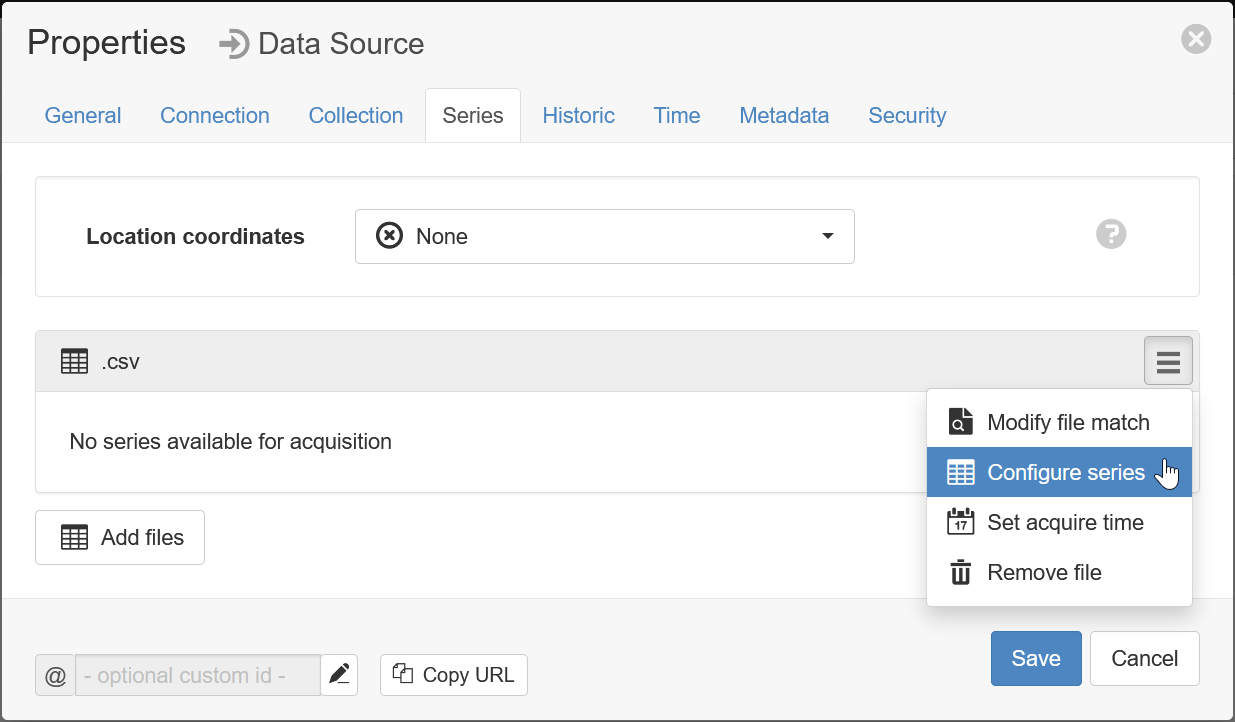 Properties Data Source
General Connection Collection Series Historic Time Metadata Security
Location coordinates None ?
.csv
Modify file match
No series available for acquisition
Configure series
17 Set acquire time
Add files
Remove file
Save Cancel
@ - optional custom id - Copy URL